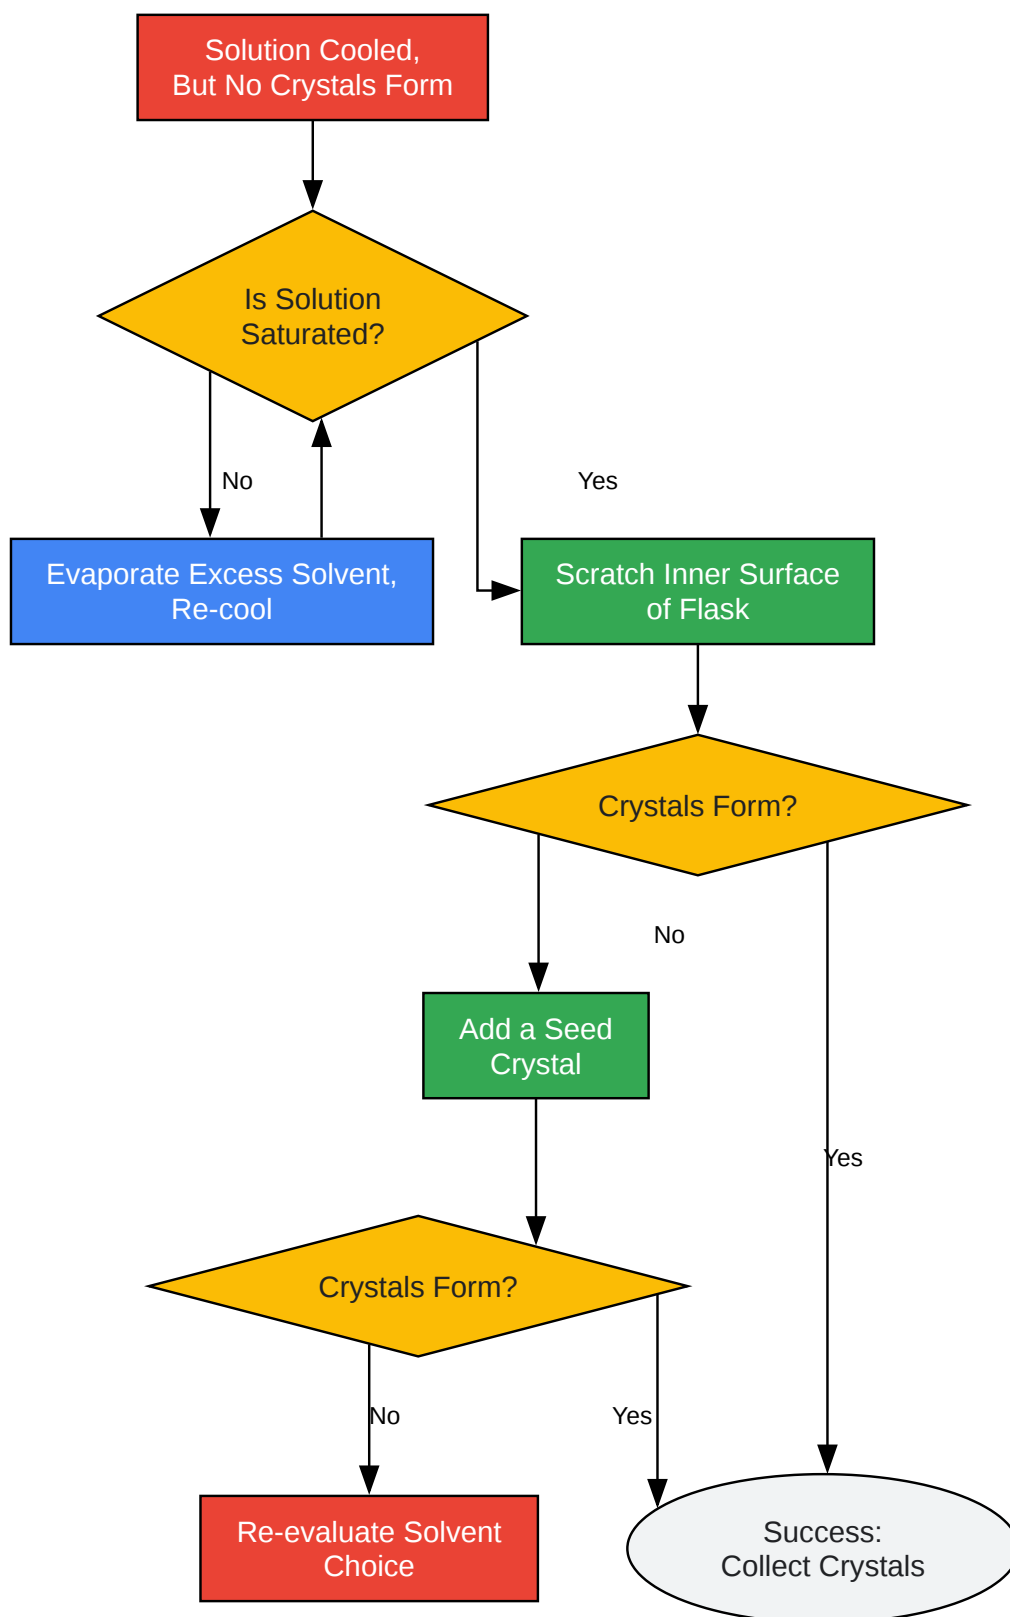 Solution Cooled,
But No Crystals Form
Is Solution
Saturated?
No
Yes
Evaporate Excess Solvent,
Re-cool
Scratch Inner Surface
of Flask
Crystals Form?
No
Add a Seed
Crystal
Yes
Crystals Form?
No
Yes
Re-evaluate Solvent
Choice
Success:
Collect Crystals